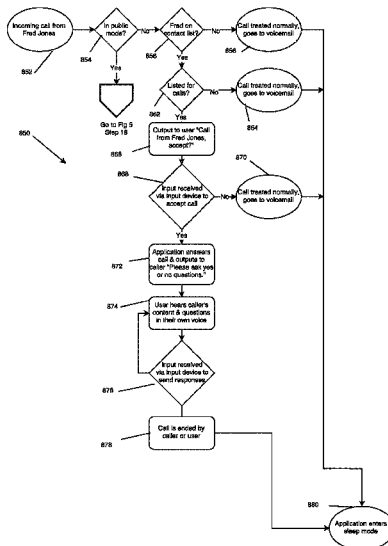 Incoming call from
Fred Jones
852
In public
mode?
854
No
Fred on
contact list?
856
No
Call treated normally,
goes to voicemail
Yes
Go to Fig 5
Step 18
Yes
850
Listed for
calls?
862
No
Call treated normally,
goes to voicemail
864
Yes
Output to user "Call
from Fred Jones,
accept?"
868
Input received
via input device to
accept call
No
Call treated normally,
goes to voicemail
870
Yes
872
Application answers
call & outputs to
caller "Please ask yes
or no questions."
874
User hears caller's
content & questions
in their own voice
Input received
via input device to
send responses
876
Call is ended by
caller or user
878
880
Application enters
sleep mode